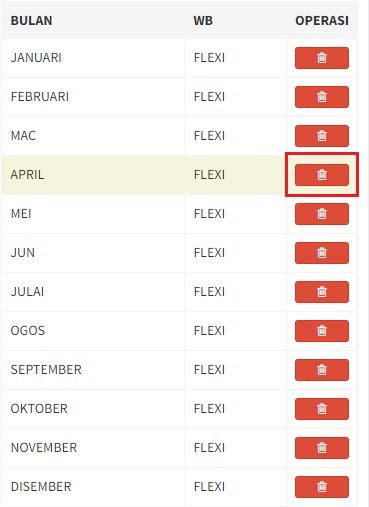 BULAN WB OPERASI
JANUARI FLEXI
FEBRUARI FLEXI
MAC FLEXI
APRIL FLEXI
MEI FLEXI
JUN FLEXI
JULAI FLEXI
OGOS FLEXI
SEPTEMBER FLEXI
OKTOBER FLEXI
NOVEMBER FLEXI
DISEMBER FLEXI